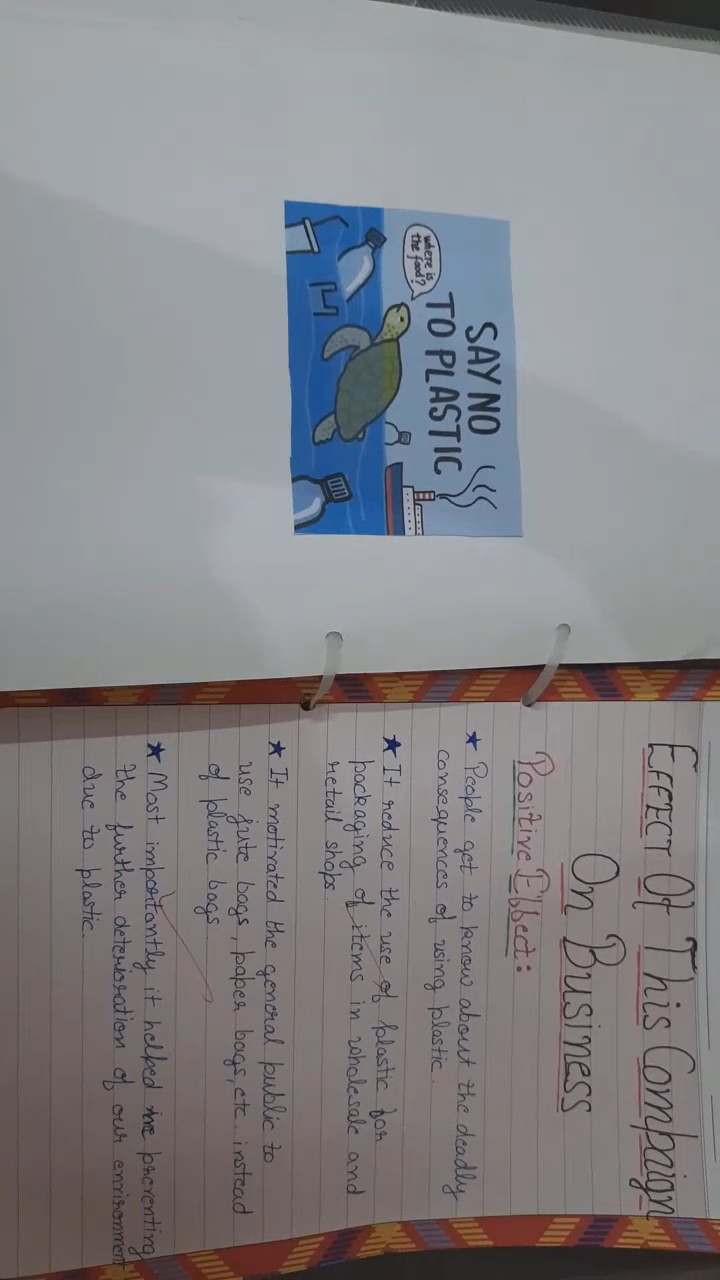 SAY NO
TO PLASTIC
where is
the food?
EFFECT Of This Compaign
On Business
Positive Effect:
★ People get to know about the deadly
consequences of using plastic.
★ It reduce the use of plastic for
packaging of items in wholesale and
retail shops.
★ It motivated the general public to
use jute bags, paper bags, etc. instead
of plastic bags.
★ Most importantly it helped in preventing
the further deterioration of our environment
due to plastic.